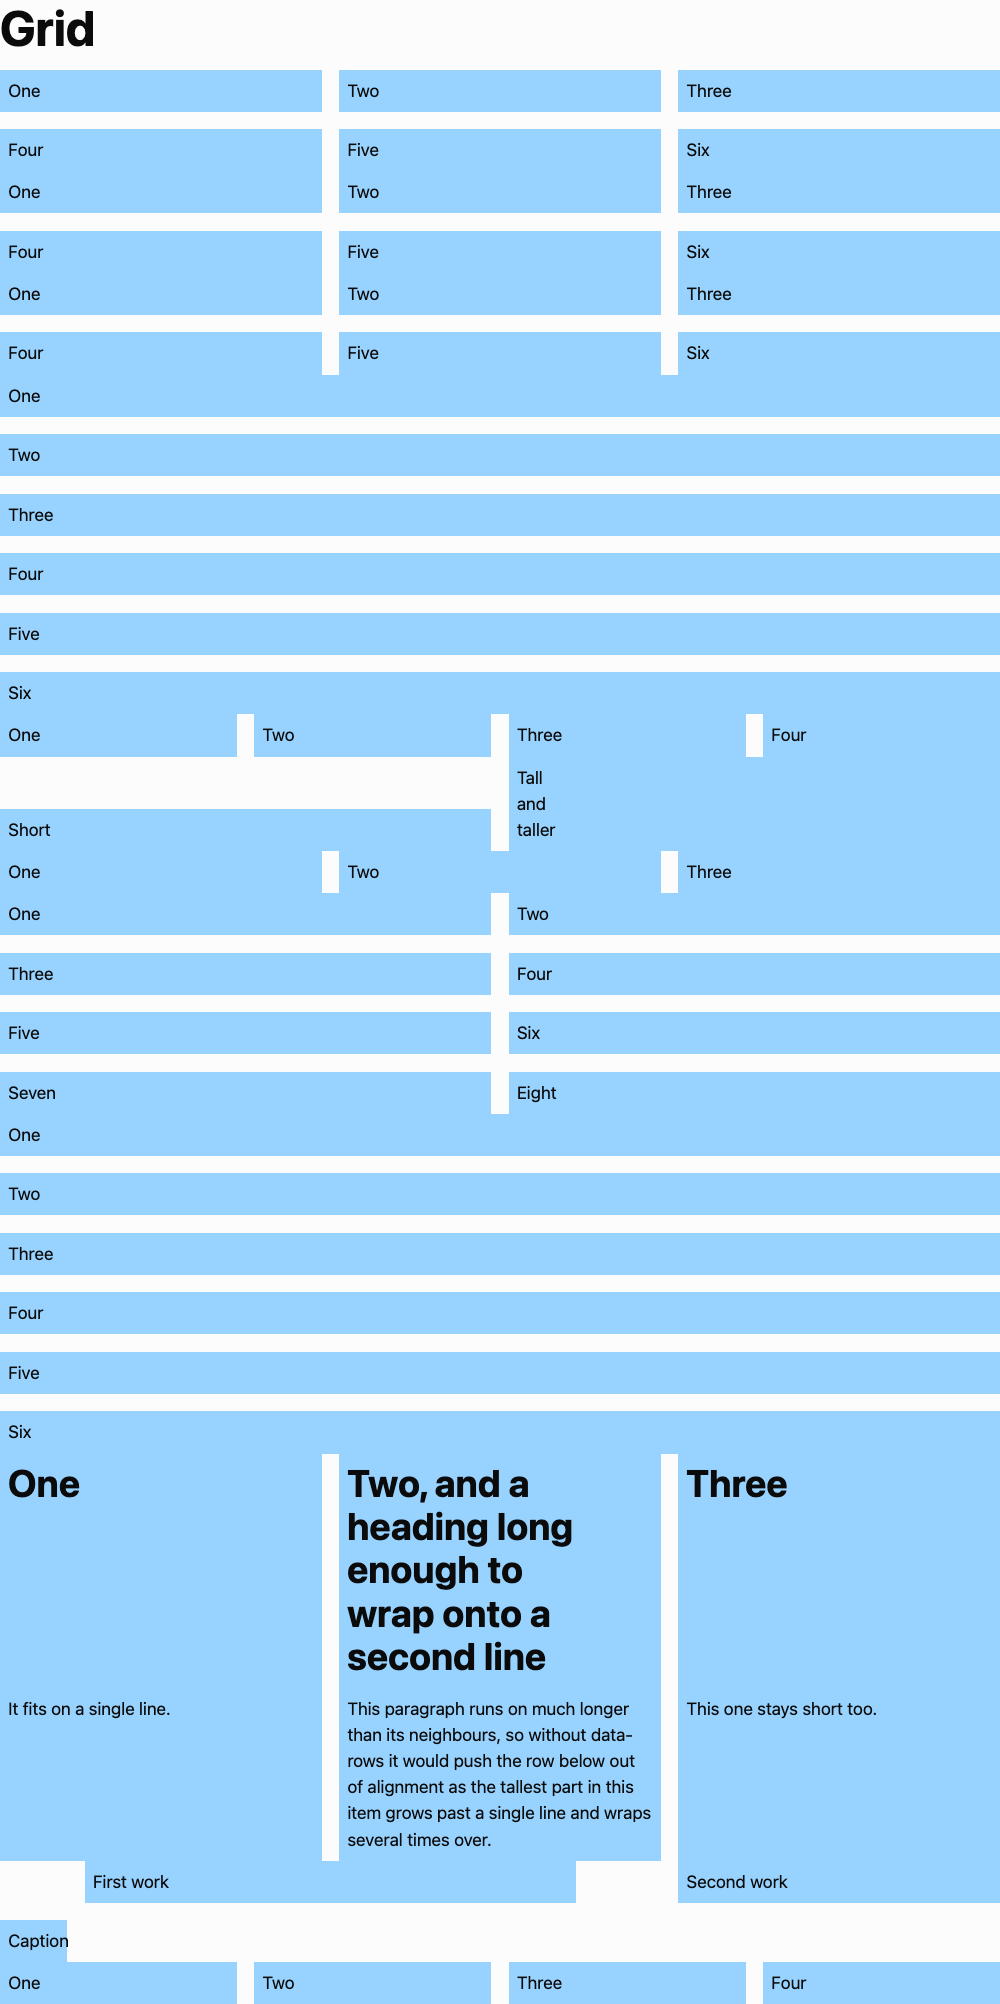 Grid
One Two Three
Four Five Six
One Two Three
Four Five Six
One Two Three
Four Five Six
One
Two
Three
Four
Five
Six
One Two Three Four
Tall
and
Short taller
One Two Three
One Two
Three Four
Five Six
Seven Eight
One
Two
Three
Four
Five
Six
One
Two, and a
heading long
enough to
wrap onto a
second line
Three
It fits on a single line.
This paragraph runs on much longer
than its neighbours, so without data-
rows it would push the row below out
of alignment as the tallest part in this
item grows past a single line and wraps
several times over.
This one stays short too.
First work Second work
Caption
One Two Three Four